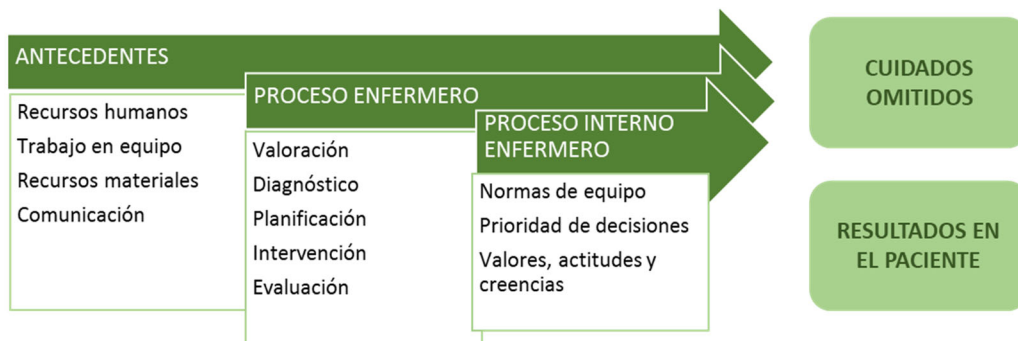 ANTECEDENTES
Recursos humanos
Trabajo en equipo
Recursos materiales
Comunicación
PROCESO ENFERMERO
Valoración
Diagnóstico
Planificación
Intervención
Evaluación
PROCESO INTERNO
ENFERMERO
Normas de equipo
Prioridad de decisiones
Valores, actitudes y
creencias
CUIDADOS
OMITIDOS
RESULTADOS EN
EL PACIENTE